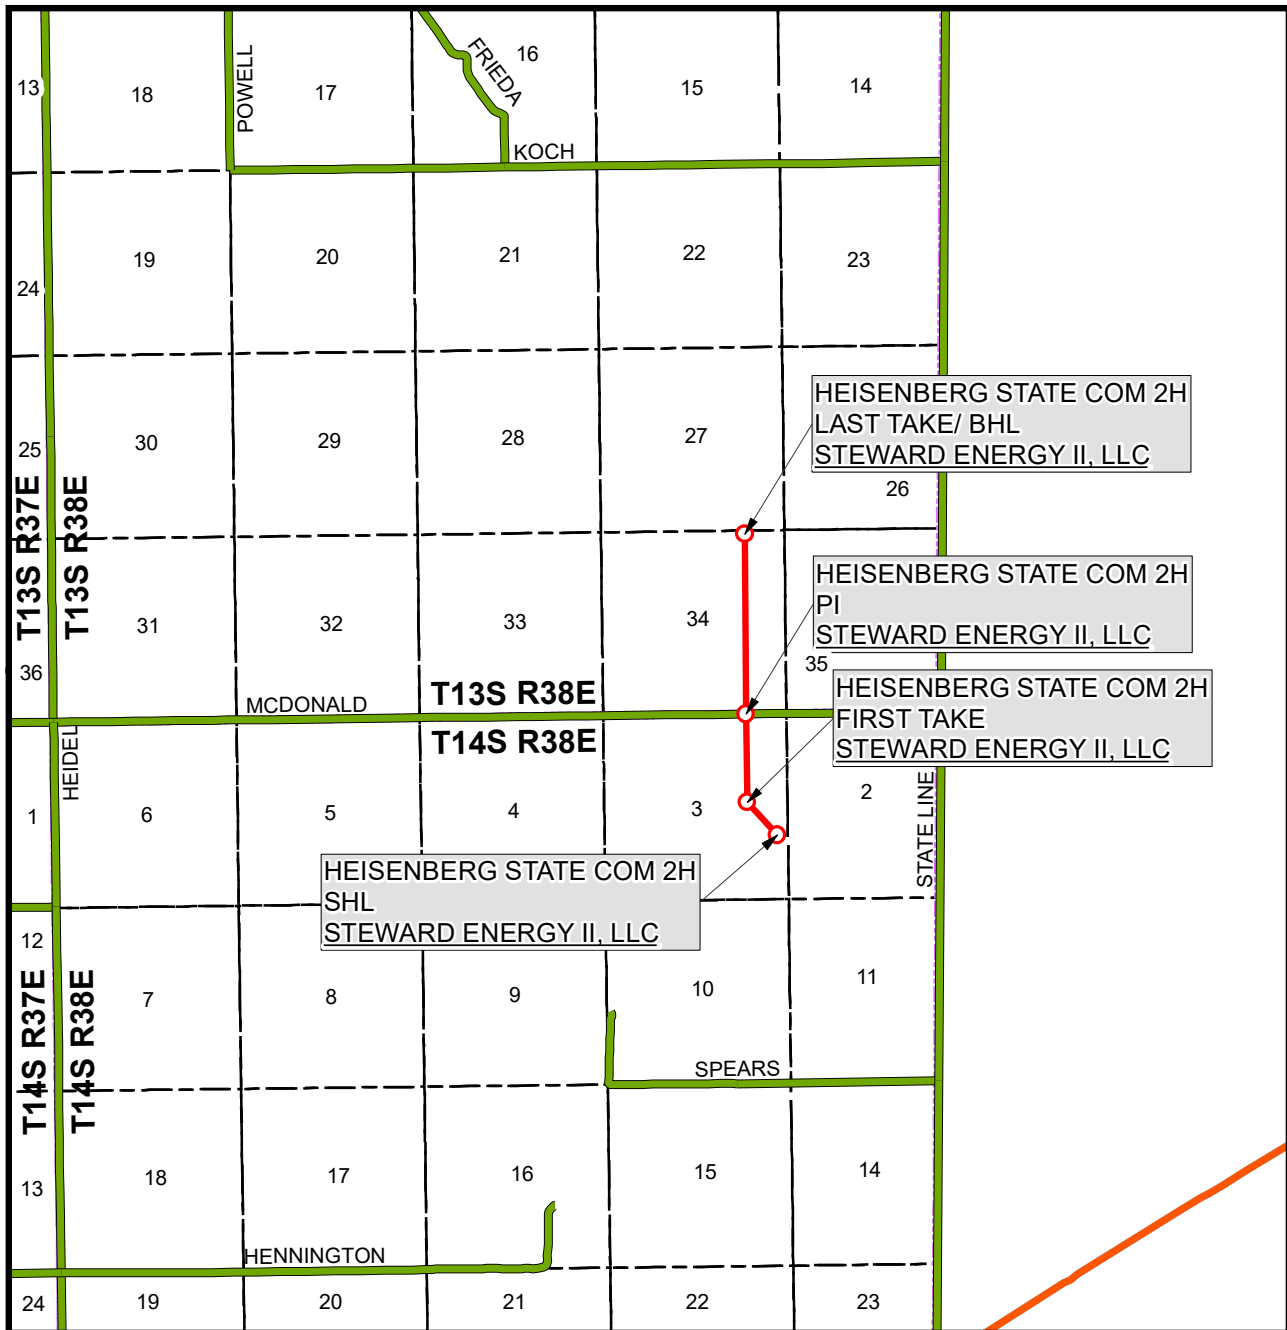 16
FRIEDA
13
18
POWELL
17
15
14
KOCH
19
20
21
22
23
24
HEISENBERG STATE COM 2H
LAST TAKE/ BHL
STEWARD ENERGY II, LLC
25
30
29
28
27
26
T13S R37E
T13S R38E
HEISENBERG STATE COM 2H
PI
STEWARD ENERGY II, LLC
31
32
33
34
35
36
HEISENBERG STATE COM 2H
FIRST TAKE
STEWARD ENERGY II, LLC
MCDONALD
T13S R38E
T14S R38E
HEIDEL
STATE LINE
1
6
5
4
3
2
HEISENBERG STATE COM 2H
SHL
STEWARD ENERGY II, LLC
12
7
8
9
10
11
T14S R37E
T14S R38E
SPEARS
13
18
17
16
15
14
HENNINGTON
24
19
20
21
22
23